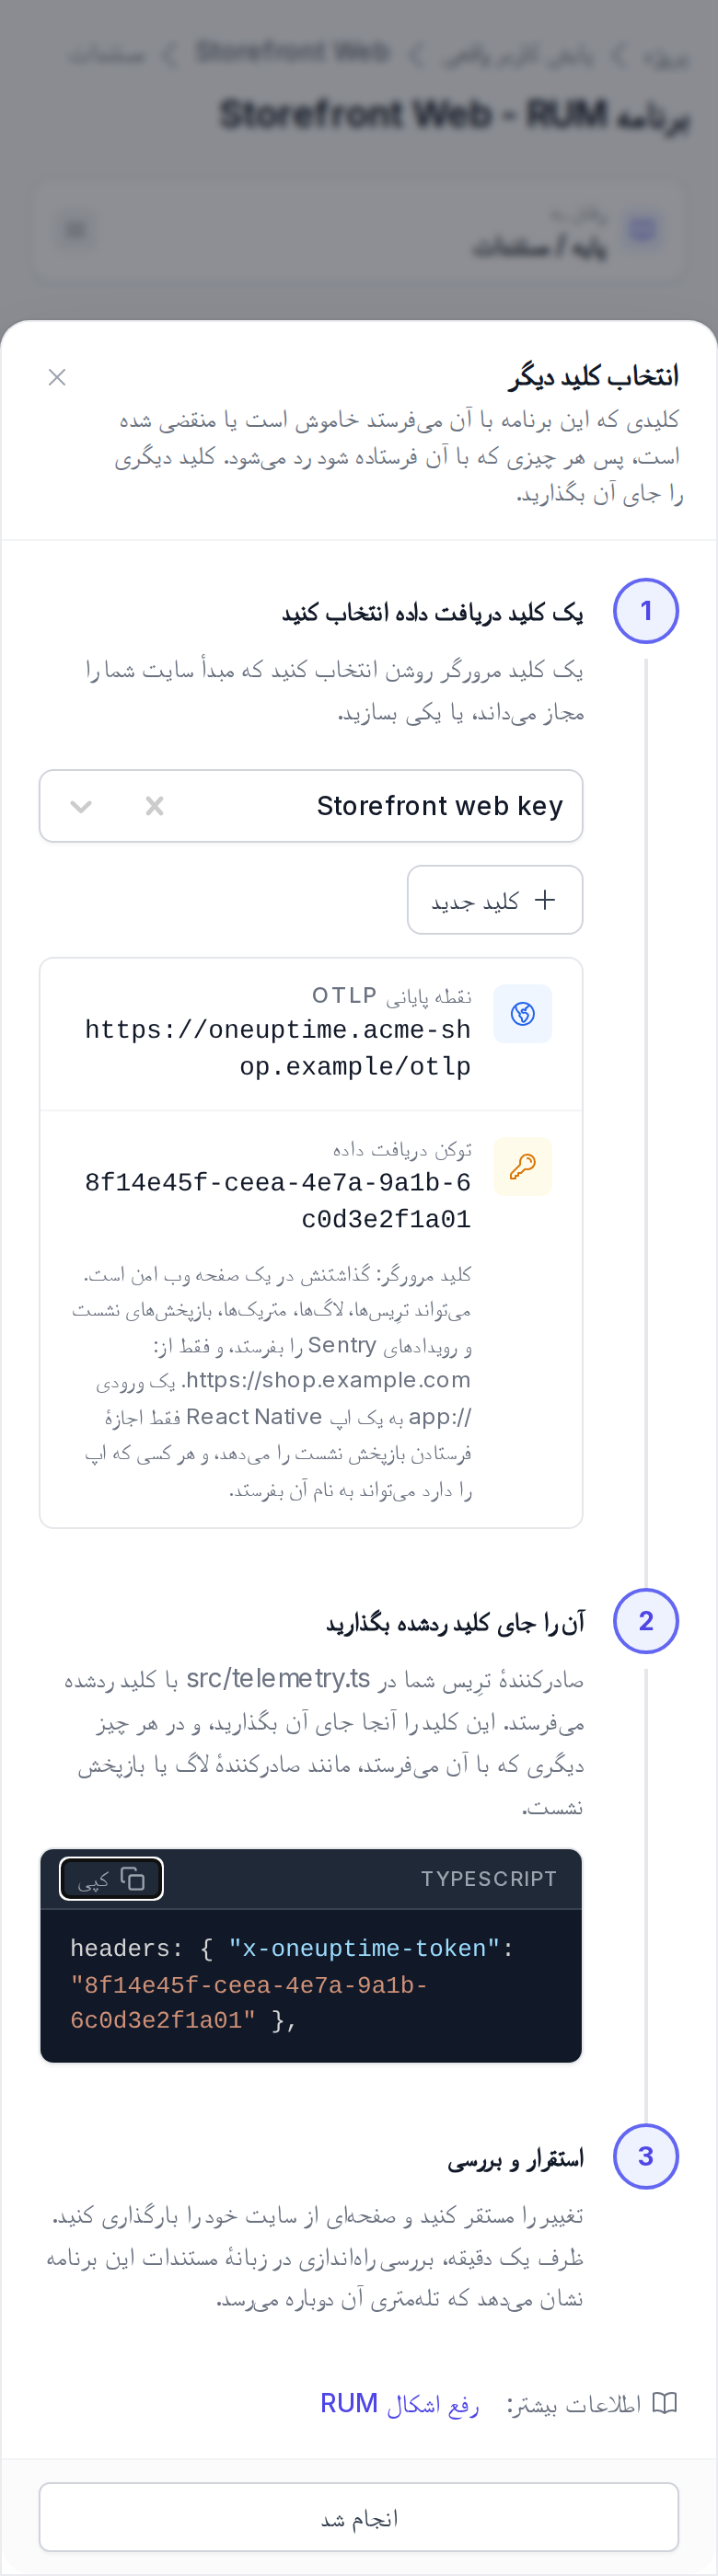 پروژه > پایش کاربر واقعی > Storefront Web > مستندات
برنامه Storefront Web - RUM
پایه / مستندات
انتخاب کلید دیگر
کلیدی که این برنامه با آن می‌فرستد خاموش است یا منقضی شده
است، پس هر چیزی که با آن فرستاده شود رد می‌شود. کلید دیگری
را جای آن بگذارید.
1
یک کلید دریافت داده انتخاب کنید
یک کلید مرورگر روشن انتخاب کنید که مبدأ سایت شما را
مجاز می‌داند، یا یکی بسازید.
Storefront web key
کلید جدید
نقطه پایانی OTLP
https://oneuptime.acme-sh
op.example/otlp
توکن دریافت داده
8f14e45f-ceea-4e7a-9a1b-6
c0d3e2f1a01
کلید مرورگر: گذاشتنش در یک صفحه وب امن است.
می‌تواند تریِس‌ها، لاگ‌ها، متریک‌ها، بازپخش‌های نشست
و رویدادهای Sentry را بفرستد، و فقط از:
https://shop.example.com. یک ورودی
app:// به یک اپ React Native فقط اجازهٔ
فرستادن بازپخش نشست را می‌دهد، و هر کسی که اپ
را دارد می‌تواند به نام آن بفرستد.
2
آن را جای کلید ردشده بگذارید
صادرکنندهٔ ترِیس شما در src/telemetry.ts با کلید ردشده
می‌فرستد. این کلید را آنجا جای آن بگذارید، و در هر چیز
دیگری که با آن می‌فرستد، مانند صادرکنندهٔ لاگ یا بازپخش
نشست.
TYPESCRIPT
کپی
headers: { "x-oneuptime-token":
"8f14e45f-ceea-4e7a-9a1b-
6c0d3e2f1a01" },
3
استقرار و بررسی
تغییر را مستقر کنید و صفحه‌ای از سایت خود را بارگذاری کنید.
ظرف یک دقیقه، بررسی راه‌اندازی در زبانهٔ مستندات این برنامه
نشان می‌دهد که تله‌متری آن دوباره می‌رسد.
اطلاعات بیشتر: رفع اشکال RUM
انجام شد